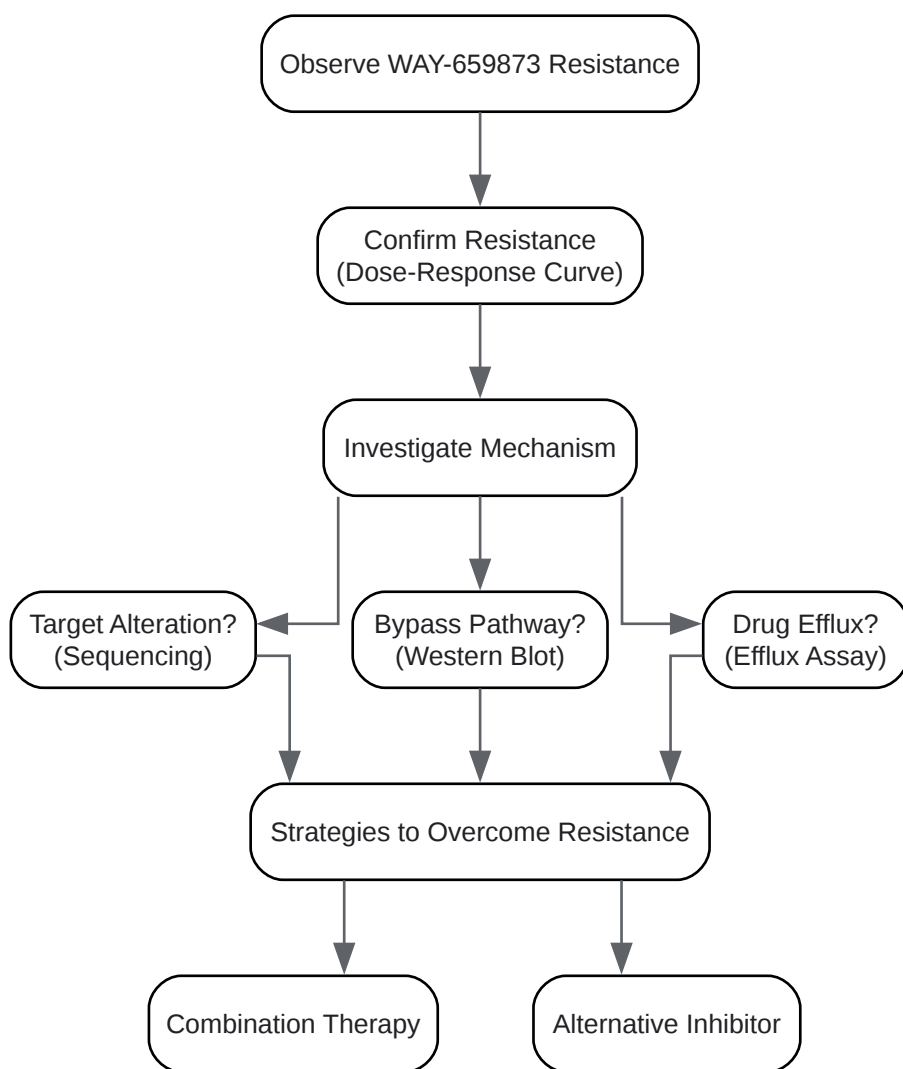 Observe WAY-659873 Resistance
Confirm Resistance
(Dose-Response Curve)
Investigate Mechanism
Target Alteration?
(Sequencing)
Bypass Pathway?
(Western Blot)
Drug Efflux?
(Efflux Assay)
Strategies to Overcome Resistance
Combination Therapy
Alternative Inhibitor